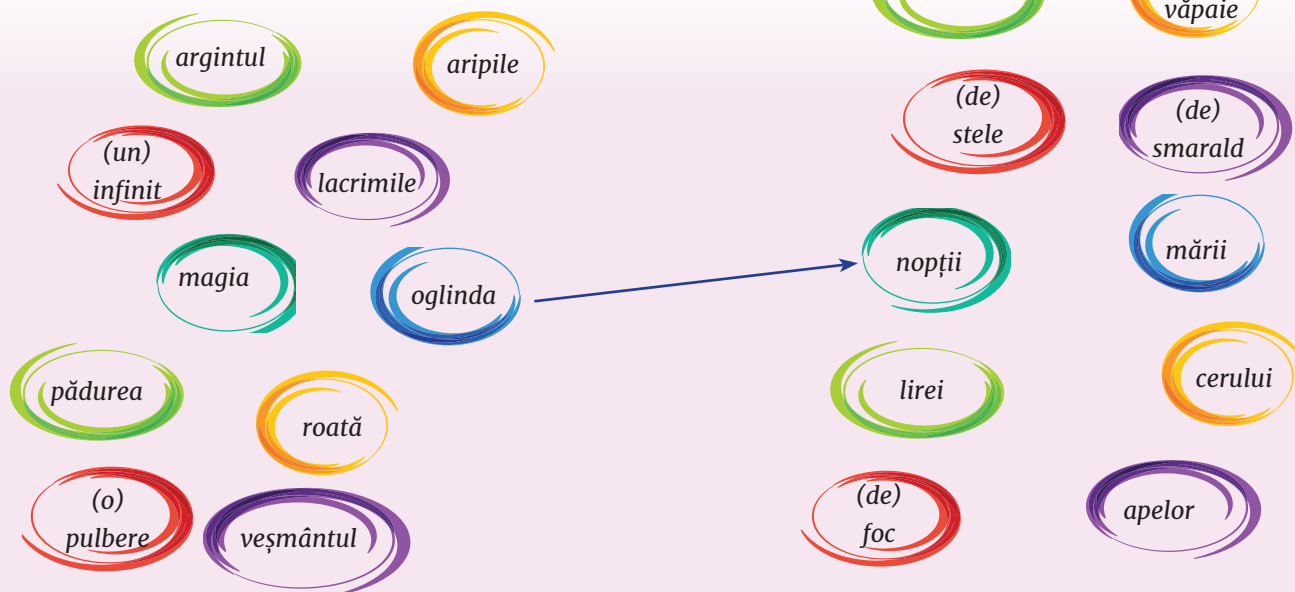 văpaie
argintul
aripile
(de)
stele
(de)
smarald
(un)
infinit
lacrimile
magia
oglinda
nopții
mării
pădurea
roată
lirei
cerului
(o)
pulbere
veșmântul
(de)
foc
apelor